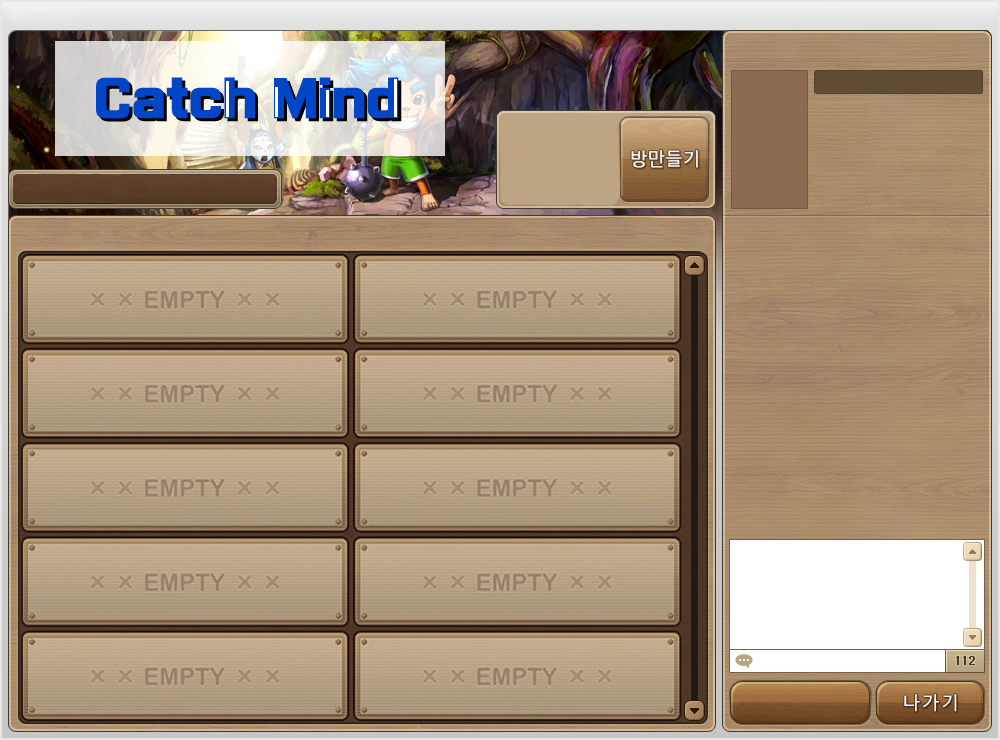 Catch Mind
방만들기
× × EMPTY × × × × EMPTY × ×
× × EMPTY × × × × EMPTY × ×
× × EMPTY × × × × EMPTY × ×
× × EMPTY × × × × EMPTY × ×
× × EMPTY × × × × EMPTY × ×
112
나가기